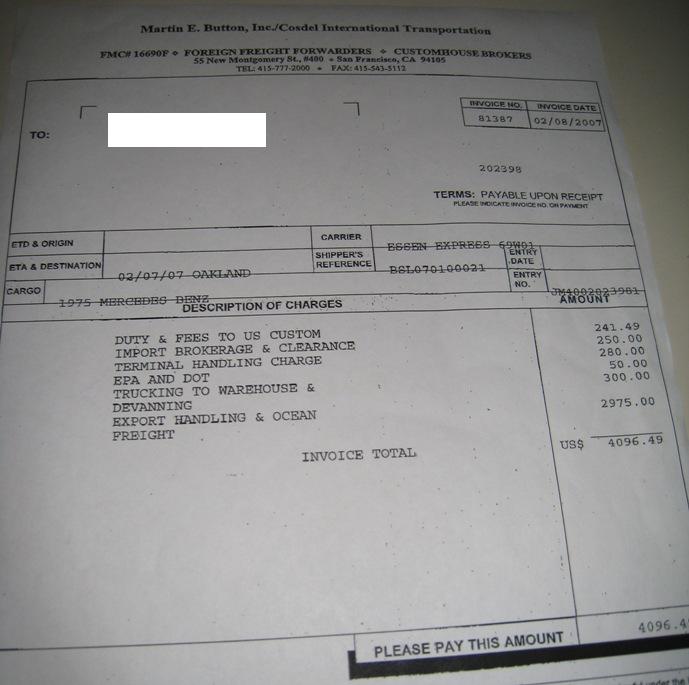 Martin E. Button, Inc./Cosdel International Transportation
FMC# 16690F ⋄ FOREIGN FREIGHT FORWARDERS ⋄ CUSTOMHOUSE BROKERS
55 New Montgomery St., #400 ⋄ San Francisco, CA 94105
TEL: 415-777-2000 ⋄ FAX: 415-543-5112
INVOICE NO. INVOICE DATE
81387 02/08/2007
TO:
202398
TERMS: PAYABLE UPON RECEIPT
PLEASE INDICATE INVOICE NO. ON PAYMENT
ETD & ORIGIN CARRIER ESSEN EXPRESS 69W01
ETA & DESTINATION 02/07/07 OAKLAND SHIPPER'S REFERENCE BSL070100021 ENTRY DATE
CARGO 1975 MERCEDES BENZ ENTRY NO. JM4002023981
DESCRIPTION OF CHARGES AMOUNT
DUTY & FEES TO US CUSTOM 241.49
IMPORT BROKERAGE & CLEARANCE 250.00
TERMINAL HANDLING CHARGE 280.00
EPA AND DOT 50.00
TRUCKING TO WAREHOUSE & 300.00
DEVANNING
EXPORT HANDLING & OCEAN 2975.00
FREIGHT
INVOICE TOTAL US$ 4096.49
PLEASE PAY THIS AMOUNT 4096.4